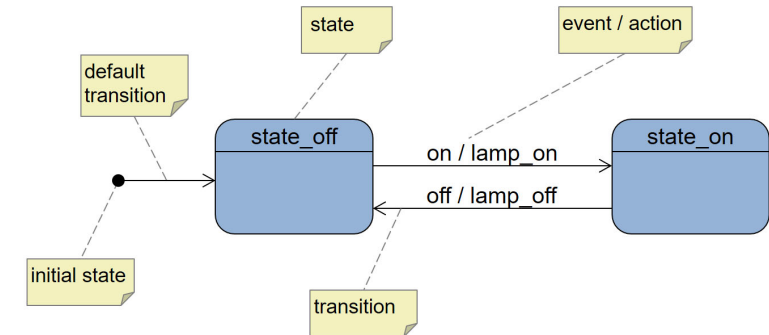 state
event / action
default
transition
state_off
state_on
on / lamp_on
off / lamp_off
initial state
transition